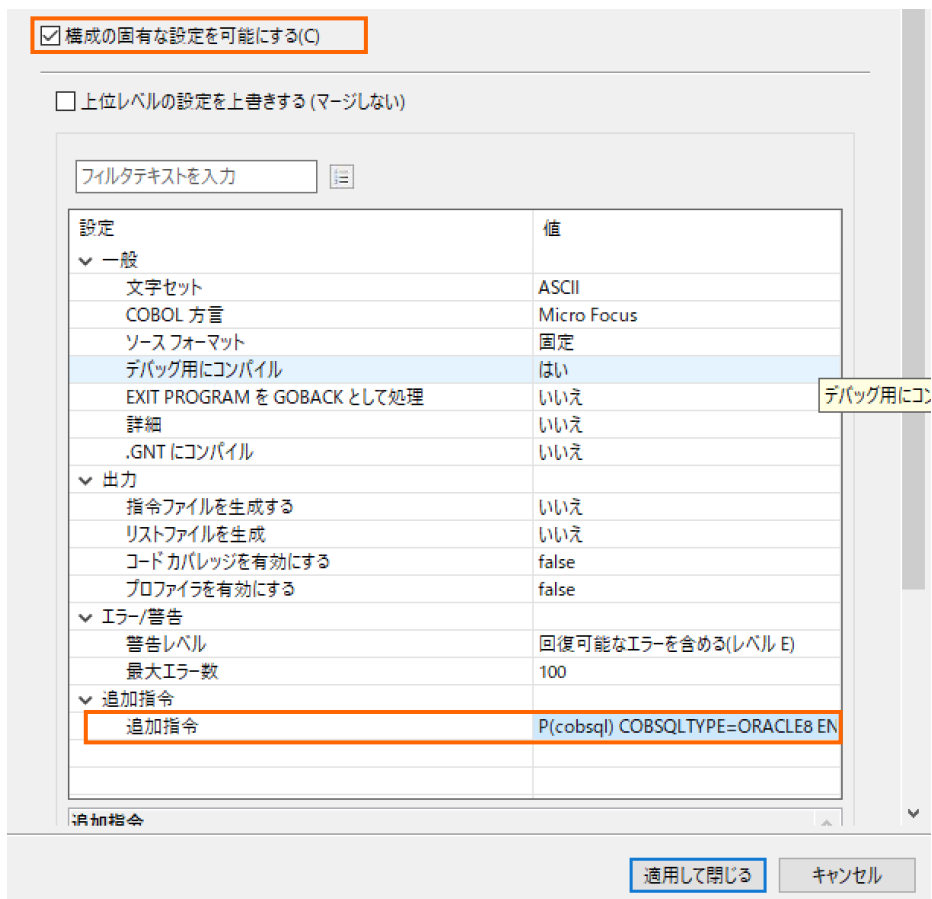 構成の固有な設定を可能にする(C)
上位レベルの設定を上書きする (マージしない)
フィルタテキストを入力
設定 値
一般
文字セット ASCII
COBOL 方言 Micro Focus
ソース フォーマット 固定
デバッグ用にコンパイル はい
EXIT PROGRAM を GOBACK として処理 いいえ
デバッグ用にコン
詳細 いいえ
.GNT にコンパイル いいえ
出力
指令ファイルを生成する いいえ
リストファイルを生成 いいえ
コード カバレッジを有効にする false
プロファイラを有効にする false
エラー/警告
警告レベル 回復可能なエラーを含める(レベル E)
最大エラー数 100
追加指令
追加指令 P(cobsql) COBSQLTYPE=ORACLE8 EN
追加指令
適用して閉じる キャンセル